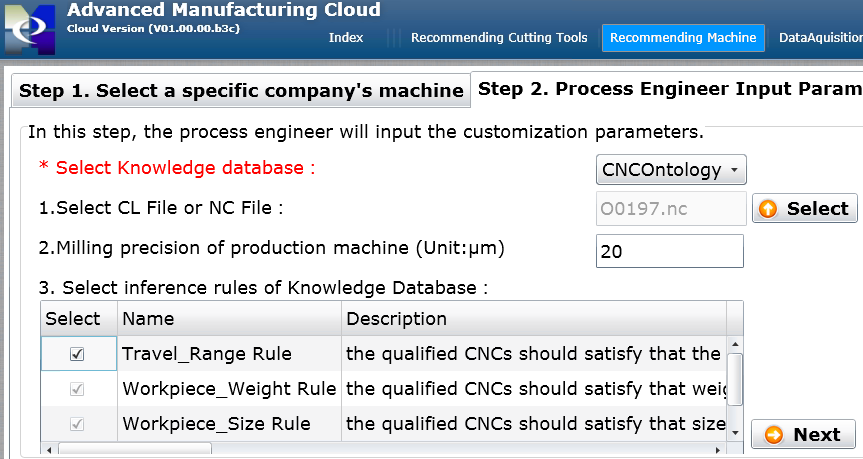 Advanced Manufacturing Cloud
Cloud Version (V01.00.00.b3c)
Index Recommending Cutting Tools Recommending Machine DataAquisition
Step 1. Select a specific company's machine Step 2. Process Engineer Input Param
In this step, the process engineer will input the customization parameters.
* Select Knowledge database : CNCOntology
1.Select CL File or NC File : O0197.nc Select
2.Milling precision of production machine (Unit:μm) 20
3. Select inference rules of Knowledge Database :
Select Name Description
Travel_Range Rule the qualified CNCs should satisfy that the
Workpiece_Weight Rule the qualified CNCs should satisfy that weig
Workpiece_Size Rule the qualified CNCs should satisfy that size
Next